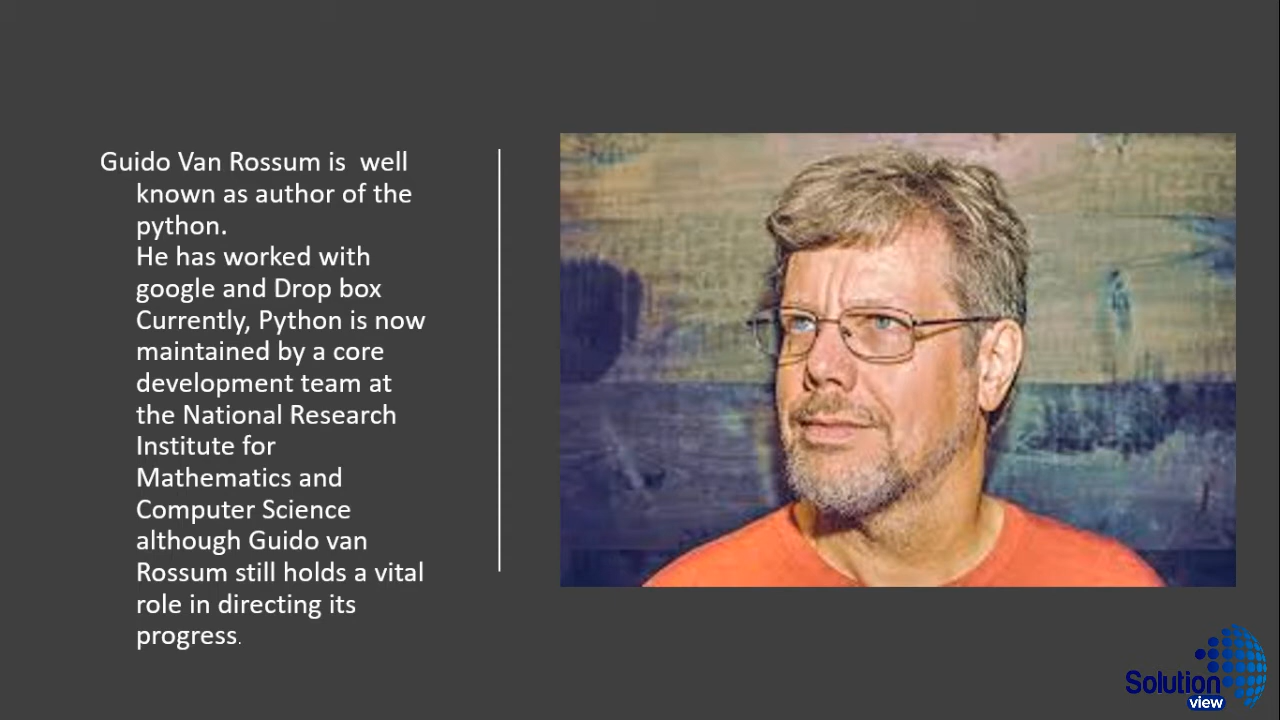 Guido Van Rossum is  well
known as author of the
python.
He has worked with
google and Drop box
Currently, Python is now
maintained by a core
development team at
the National Research
Institute for
Mathematics and
Computer Science
although Guido van
Rossum still holds a vital
role in directing its
progress.
Solution
view